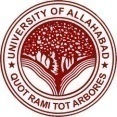 UNIVERSITY OF ALLAHABAD
QUOT RAMI TOT ARBORES